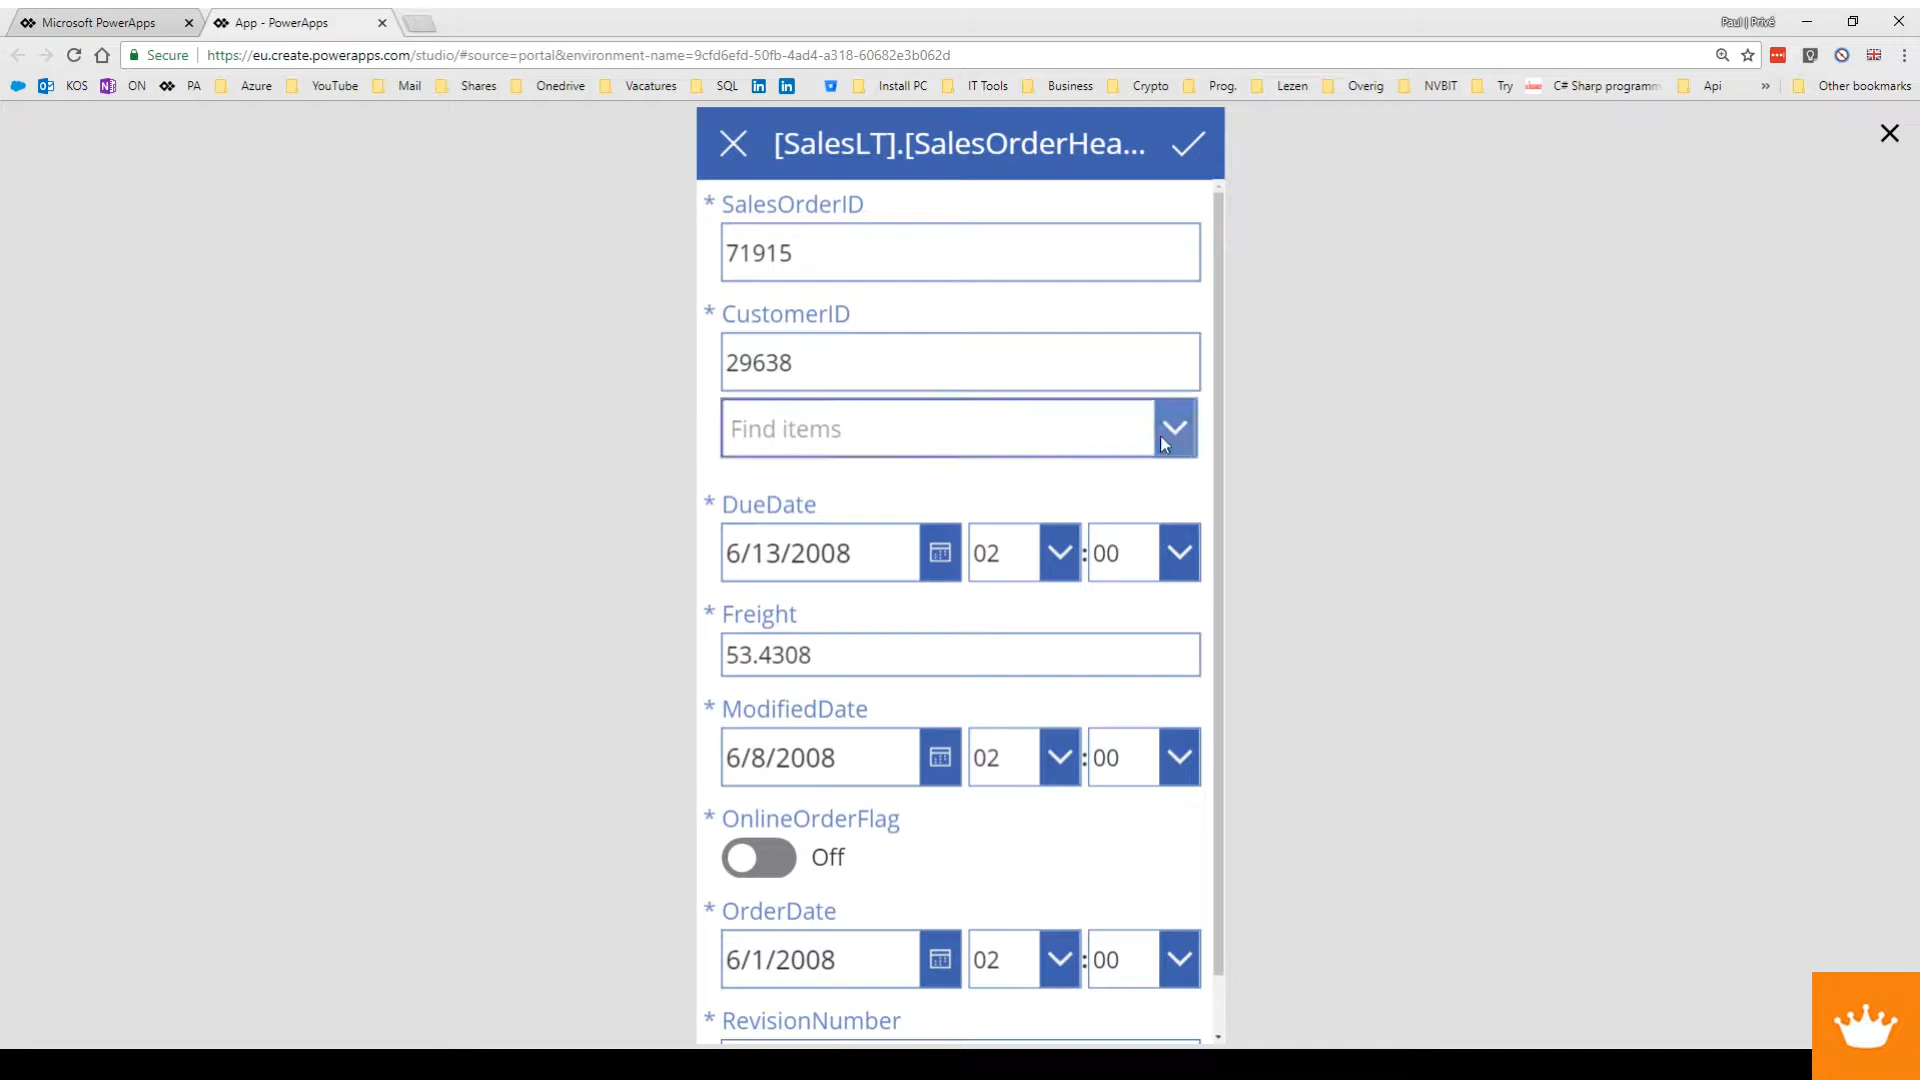 Microsoft PowerApps
App - PowerApps
Paul | Privé
Secure
https://eu.create.powerapps.com/studio/#source=portal&environment-name=9cfd6efd-50fb-4ad4-a318-60682e3b062d
KOS
ON
PA
Azure
YouTube
Mail
Shares
Onedrive
Vacatures
SQL
Install PC
IT Tools
Business
Crypto
Prog.
Lezen
Overig
NVBIT
Try
C# Sharp programm
Api
»
Other bookmarks
[SalesLT].[SalesOrderHea...
* SalesOrderID
71915
* CustomerID
29638
Find items
* DueDate
6/13/2008 02 : 00
* Freight
53.4308
* ModifiedDate
6/8/2008 02 : 00
* OnlineOrderFlag
Off
* OrderDate
6/1/2008 02 : 00
* RevisionNumber